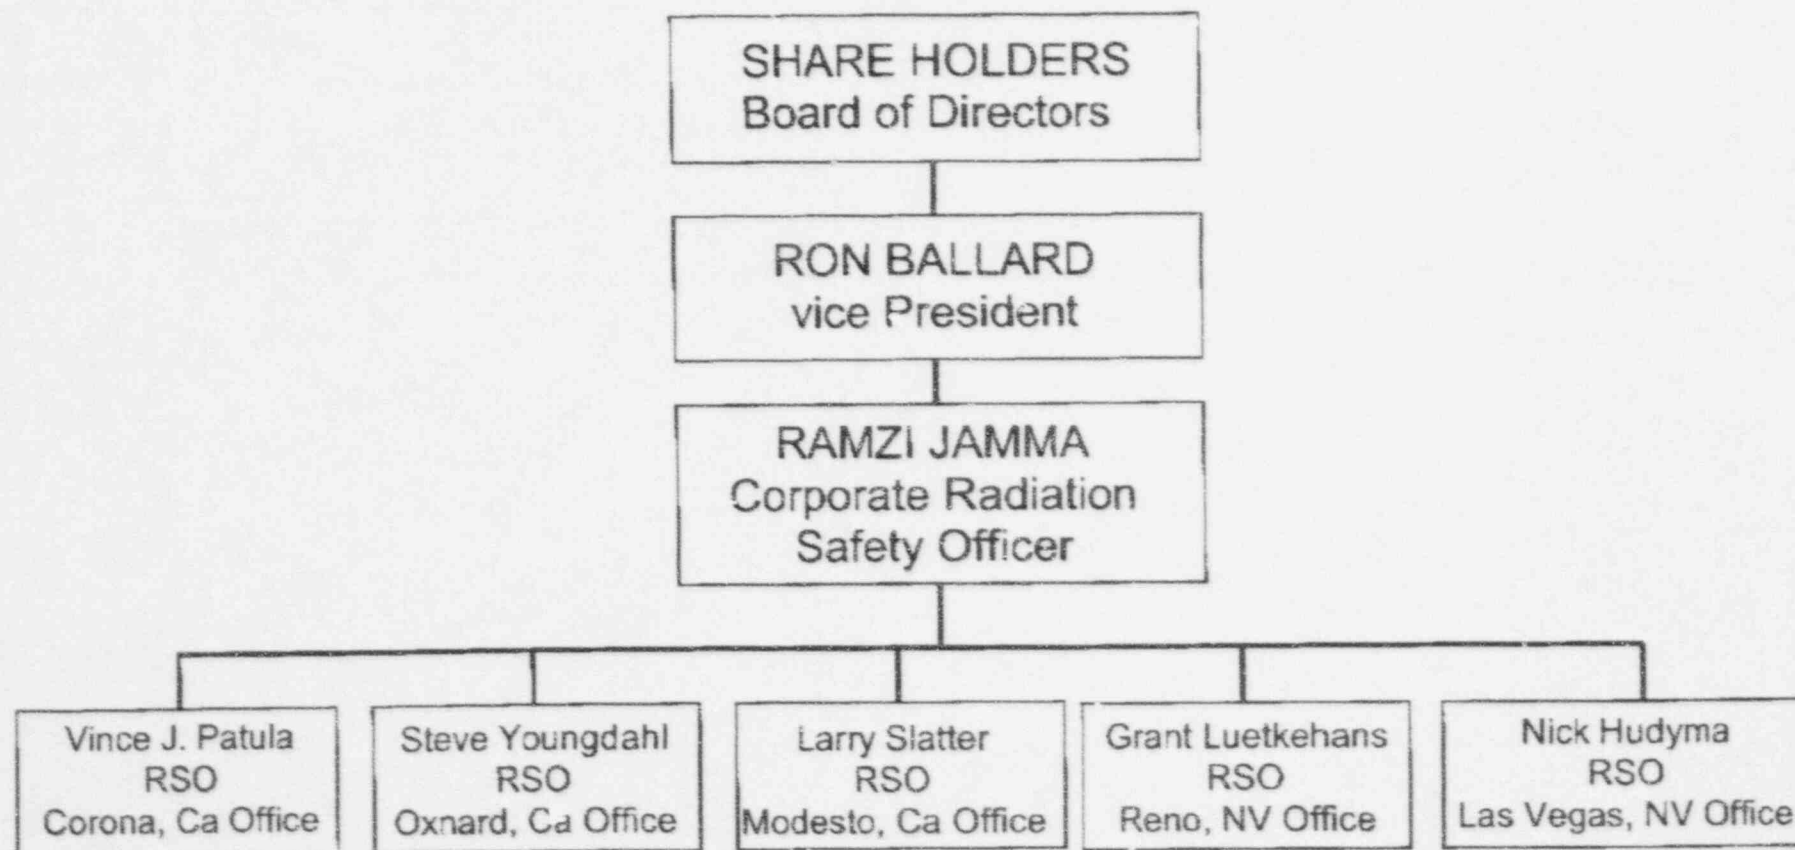 SHARE HOLDERS
Board of Directors
RON BALLARD
vice President
RAMZI JAMMA
Corporate Radiation
Safety Officer
Vince J. Patula
RSO
Corona, Ca Office
Steve Youngdahl
RSO
Oxnard, Ca Office
Larry Slatter
RSO
Modesto, Ca Office
Grant Luetkehans
RSO
Reno, NV Office
Nick Hudyma
RSO
Las Vegas, NV Office